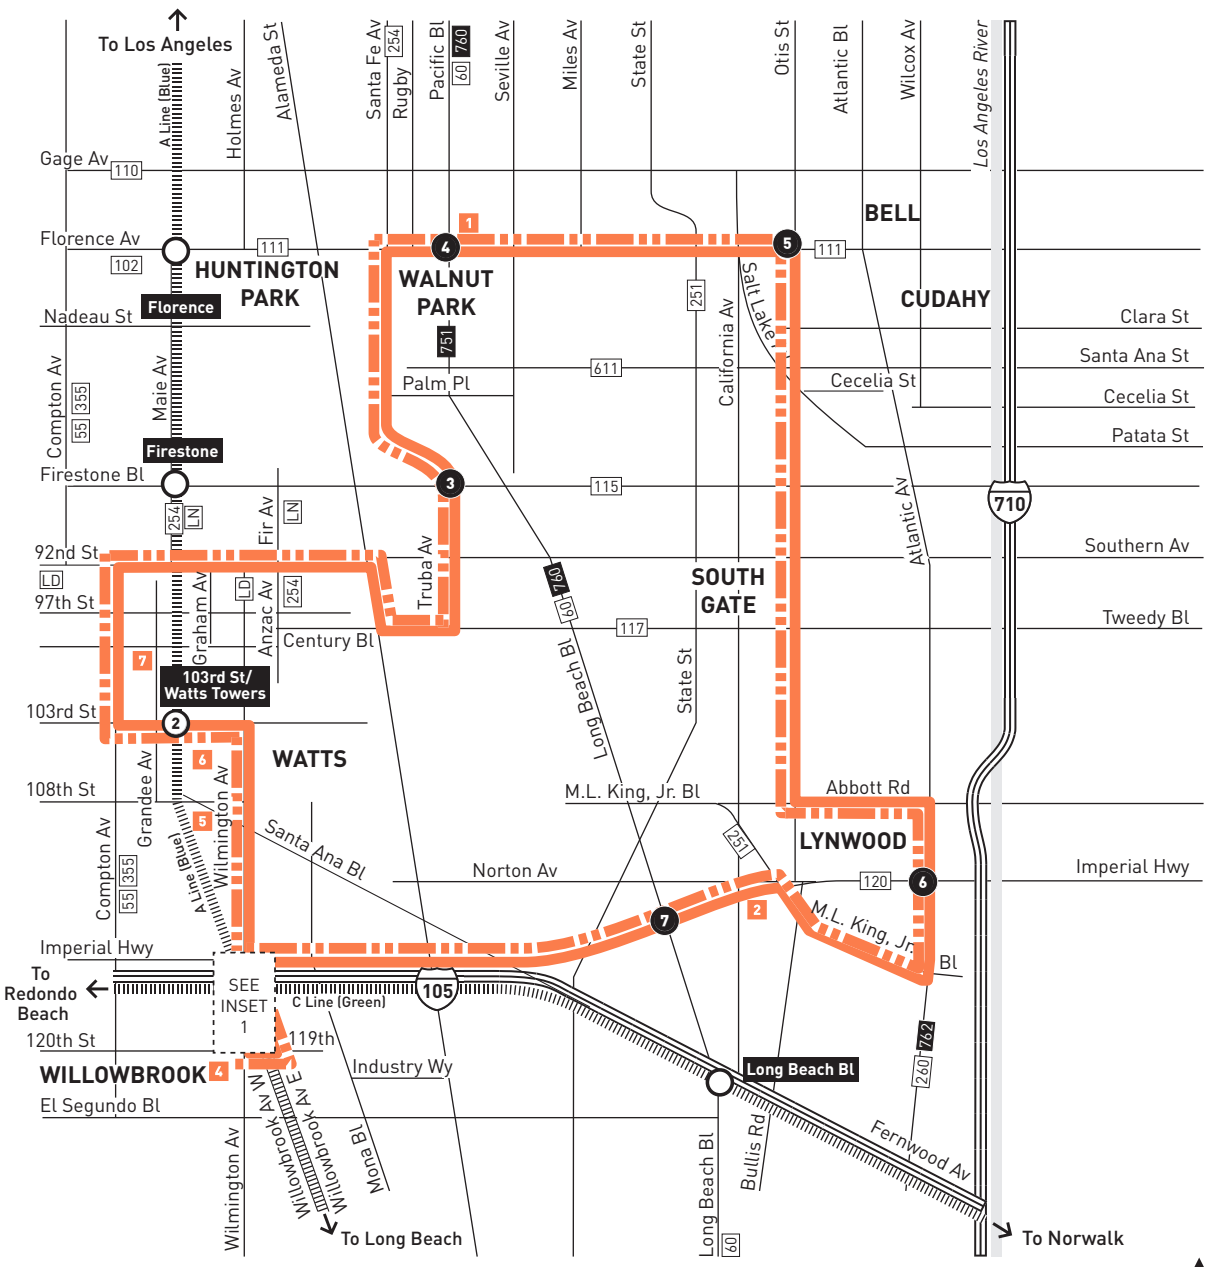 To Los Angeles
A Line (Blue)
Holmes Av
Alameda St
Santa Fe Av
254
Rugby
Pacific Bl
60
760
Seville Av
Miles Av
State St
Otis St
Atlantic Bl
Wilcox Av
Los Angeles River
Gage Av
110
BELL
1
Florence Av
111
4
5
111
102
HUNTINGTON
PARK
WALNUT
PARK
251
Salt Lake
CUDAHY
Florence
Nadeau St
Clara St
751
California Av
Santa Ana St
611
Compton Av
55
355
Maie Av
Palm Pl
Cecelia St
Cecelia St
Patata St
Firestone
Firestone Bl
3
115
710
254
LN
Fir Av
LN
Truba Av
Atlantic Av
92nd St
Southern Av
LD
LD
254
760
60
SOUTH
GATE
97th St
Graham Av
Anzac Av
Century Bl
117
Tweedy Bl
7
103rd St/
Watts Towers
Long Beach Bl
State St
103rd St
2
6
WATTS
Grandee Av
Wilmington Av
108th St
M.L. King, Jr. Bl
Abbott Rd
5
Santa Ana Bl
251
LYNWOOD
Compton Av
55
355
A Line (Blue)
Norton Av
120
6
Imperial Hwy
7
2
M.L. King, Jr.
Bl
Imperial Hwy
To
Redondo
Beach
SEE
INSET
1
C Line (Green)
105
120th St
119th
762
260
WILLOWBROOK
4
Industry Wy
Long Beach Bl
El Segundo Bl
Wilmington Av
Willowbrook Av W
Willowbrook Av E
Mona Bl
Long Beach Bl
60
Bullis Rd
Fernwood Av
To Long Beach
To Norwalk